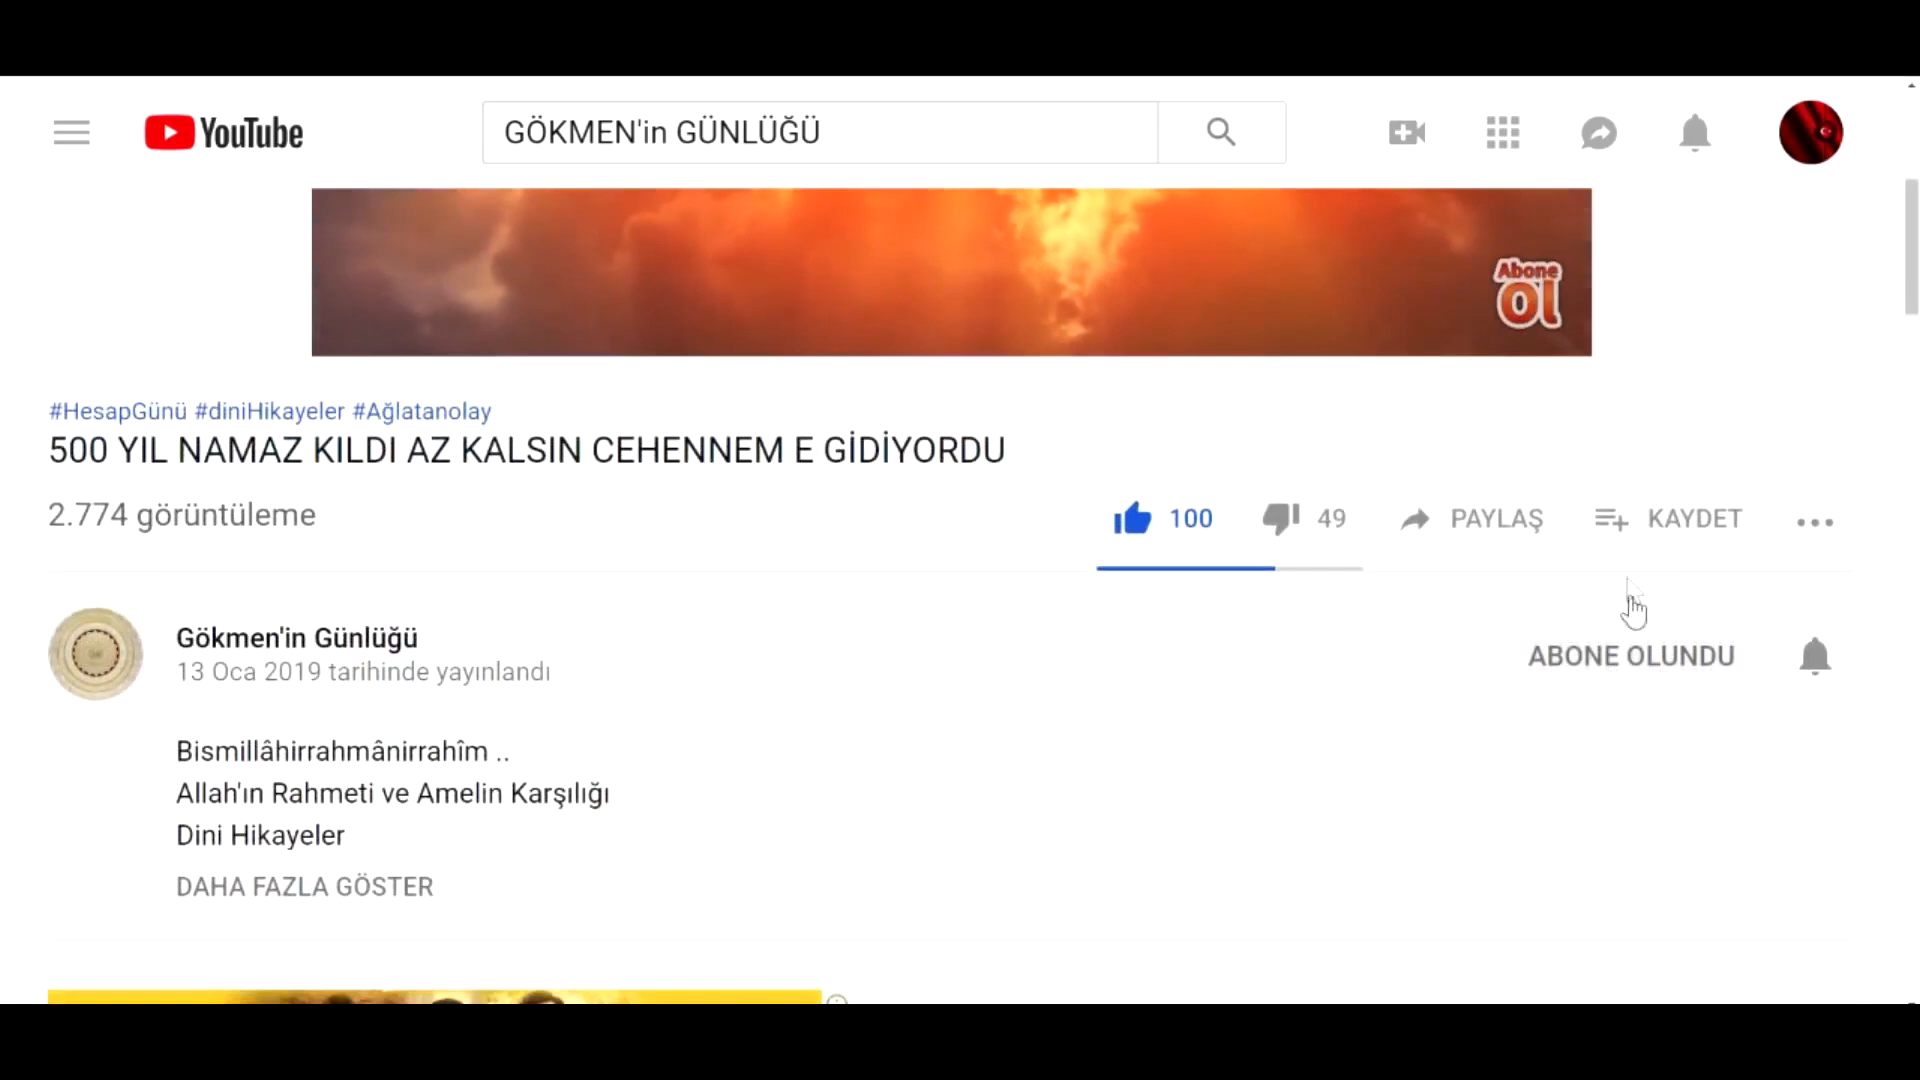 YouTube
GÖKMEN'in GÜNLÜĞÜ
Abone
Ol
#HesapGünü #diniHikayeler #Ağlatanolay
500 YIL NAMAZ KILDI AZ KALSIN CEHENNEM E GİDİYORDU
2.774 görüntüleme
100
49
PAYLAŞ
KAYDET
Gökmen'in Günlüğü
13 Oca 2019 tarihinde yayınlandı
ABONE OLUNDU
Bismillâhirrahmânirrahîm ..
Allah'ın Rahmeti ve Amelin Karşılığı
Dini Hikayeler
DAHA FAZLA GÖSTER